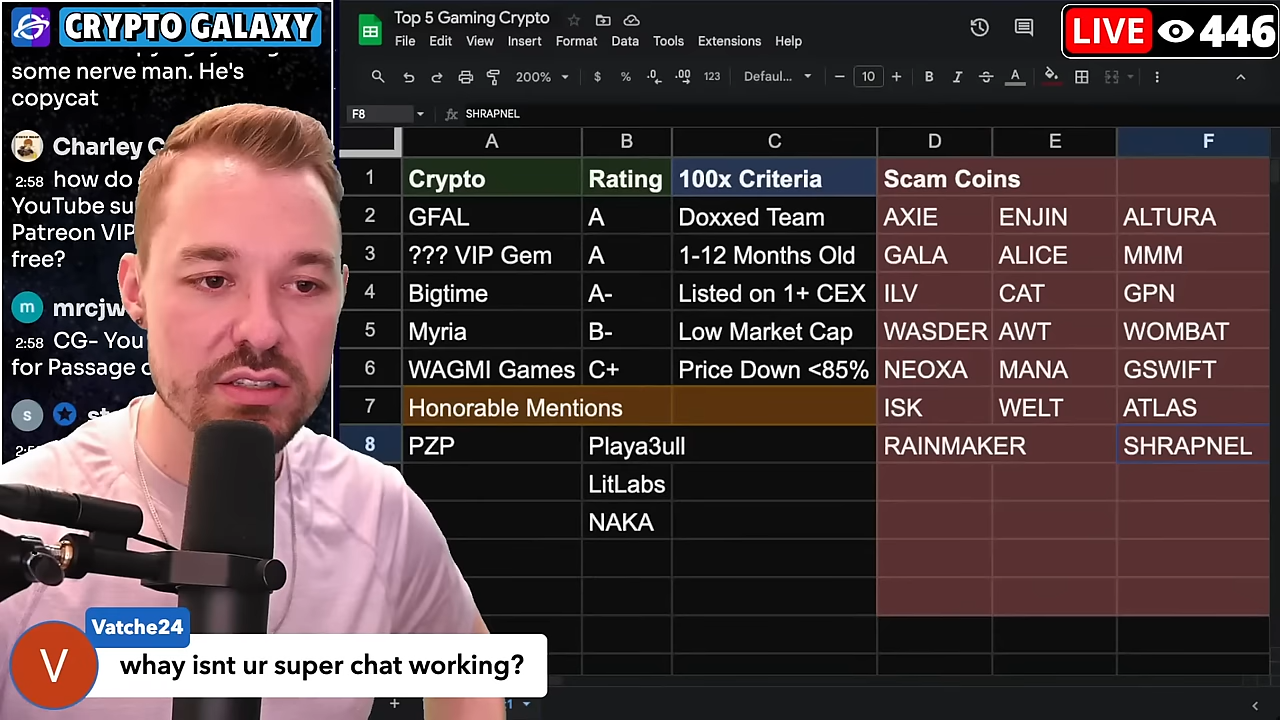 CRYPTO GALAXY
some nerve man. He's
copycat
Charley C
2:58 how do
YouTube su
Patreon VIP
free?
m mrcjw
2:58 CG- You
for Passage
s st
Top 5 Gaming Crypto
File Edit View Insert Format Data Tools Extensions Help
LIVE 446
200% $ % .0 .00 123 Defaul... 10 B I S A
F8 fx SHRAPNEL
A B C D E F
1 Crypto Rating 100x Criteria Scam Coins
2 GFAL A Doxxed Team AXIE ENJIN ALTURA
3 ??? VIP Gem A 1-12 Months Old GALA ALICE MMM
4 Bigtime A- Listed on 1+ CEX ILV CAT GPN
5 Myria B- Low Market Cap WASDER AWT WOMBAT
6 WAGMI Games C+ Price Down <85% NEOXA MANA GSWIFT
7 Honorable Mentions ISK WELT ATLAS
8 PZP Playa3ull RAINMAKER SHRAPNEL
LitLabs
NAKA
Vatche24
V whay isnt ur super chat working?